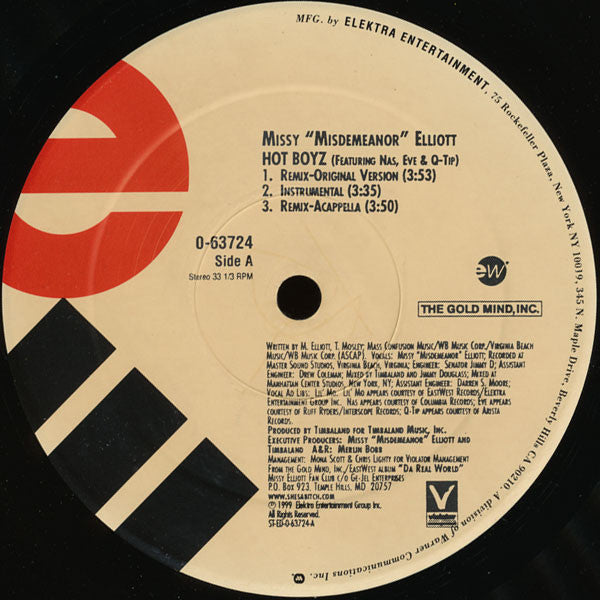 MFG. by ELEKTRA ENTERTAINMENT, 75 Rockefeller Plaza, New York NY 10019, 345 N. Maple Drive, Beverly Hills CA 90210. A division of Warner Communications Inc.
MISSY "MISDEMEANOR" ELLIOTT
HOT BOYZ (FEATURING NAS, EVE & Q-TIP)
1. REMIX-ORIGINAL VERSION (3:53)
2. INSTRUMENTAL (3:35)
3. REMIX-ACAPPELLA (3:50)
0-63724
Side A
Stereo 33 1/3 RPM
ew
THE GOLD MIND, INC.
WRITTEN BY M. ELLIOTT, T. MOSLEY; MASS CONFUSION MUSIC/WB MUSIC CORP./VIRGINIA BEACH
MUSIC/WB MUSIC CORP. (ASCAP). VOCALS: MISSY "MISDEMEANOR" ELLIOTT; RECORDED AT
MASTER SOUND STUDIOS, VIRGINIA BEACH, VIRGINIA; ENGINEER: SENATOR JIMMY D; ASSISTANT
ENGINEER: DREW COLEMAN; MIXED BY TIMBALAND AND JIMMY DOUGLASS; MIXED AT
MANHATTAN CENTER STUDIOS, NEW YORK, NY; ASSISTANT ENGINEER: DARREN S. MOORE;
VOCAL AD LIBS: LIL' MO. LIL' MO APPEARS COURTESY OF EASTWEST RECORDS/ELEKTRA
ENTERTAINMENT GROUP INC. NAS APPEARS COURTESY OF COLUMBIA RECORDS; EVE APPEARS
COURTESY OF RUFF RYDERS/INTERSCOPE RECORDS; Q-TIP APPEARS COURTESY OF ARISTA
RECORDS.
PRODUCED BY TIMBALAND FOR TIMBALAND MUSIC, INC.
EXECUTIVE PRODUCERS: MISSY "MISDEMEANOR" ELLIOTT AND
TIMBALAND A&R: MERLIN BOBB
MANAGEMENT: MONA SCOTT & CHRIS LIGHTY FOR VIOLATOR MANAGEMENT
FROM THE GOLD MIND, INC./EASTWEST ALBUM "DA REAL WORLD"
MISSY ELLIOTT FAN CLUB C/O GE-JEL ENTERPRISES
P.O. BOX 923, TEMPLE HILLS, MD 20757
WWW.SHESABITCH.COM
℗© 1999 Elektra Entertainment Group Inc.
All Rights Reserved.
ST-ED-0-63724-A
V